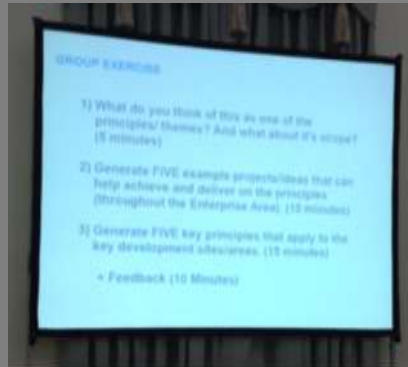 GROUP EXERCISE
1) What do you think of this as one of the
principles/ themes? And what about it's scope?
(5 minutes)
2) Generate FIVE example projects/ideas that can
help achieve and deliver on the principles
(throughout the Enterprise Area). (15 minutes)
3) Generate FIVE key principles that apply to the
key development sites/areas. (15 minutes)
+ Feedback (10 Minutes)